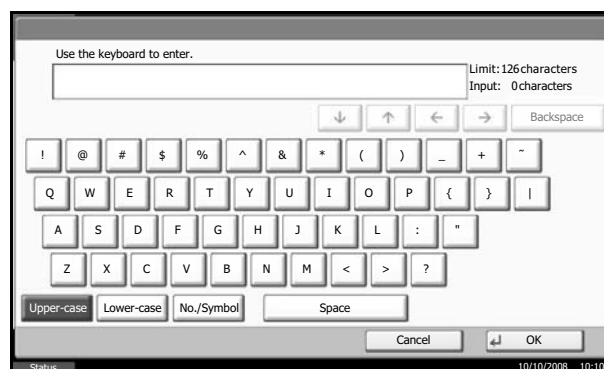 Use the keyboard to enter.
Limit: 126 characters
Input: 0 characters
Backspace
! @ # $ % ^ & * ( ) _ + ~
Q W E R T Y U I O P { } |
A S D F G H J K L : "
Z X C V B N M < > ?
Upper-case Lower-case No./Symbol Space
Cancel OK
Status 10/10/2008 10:10